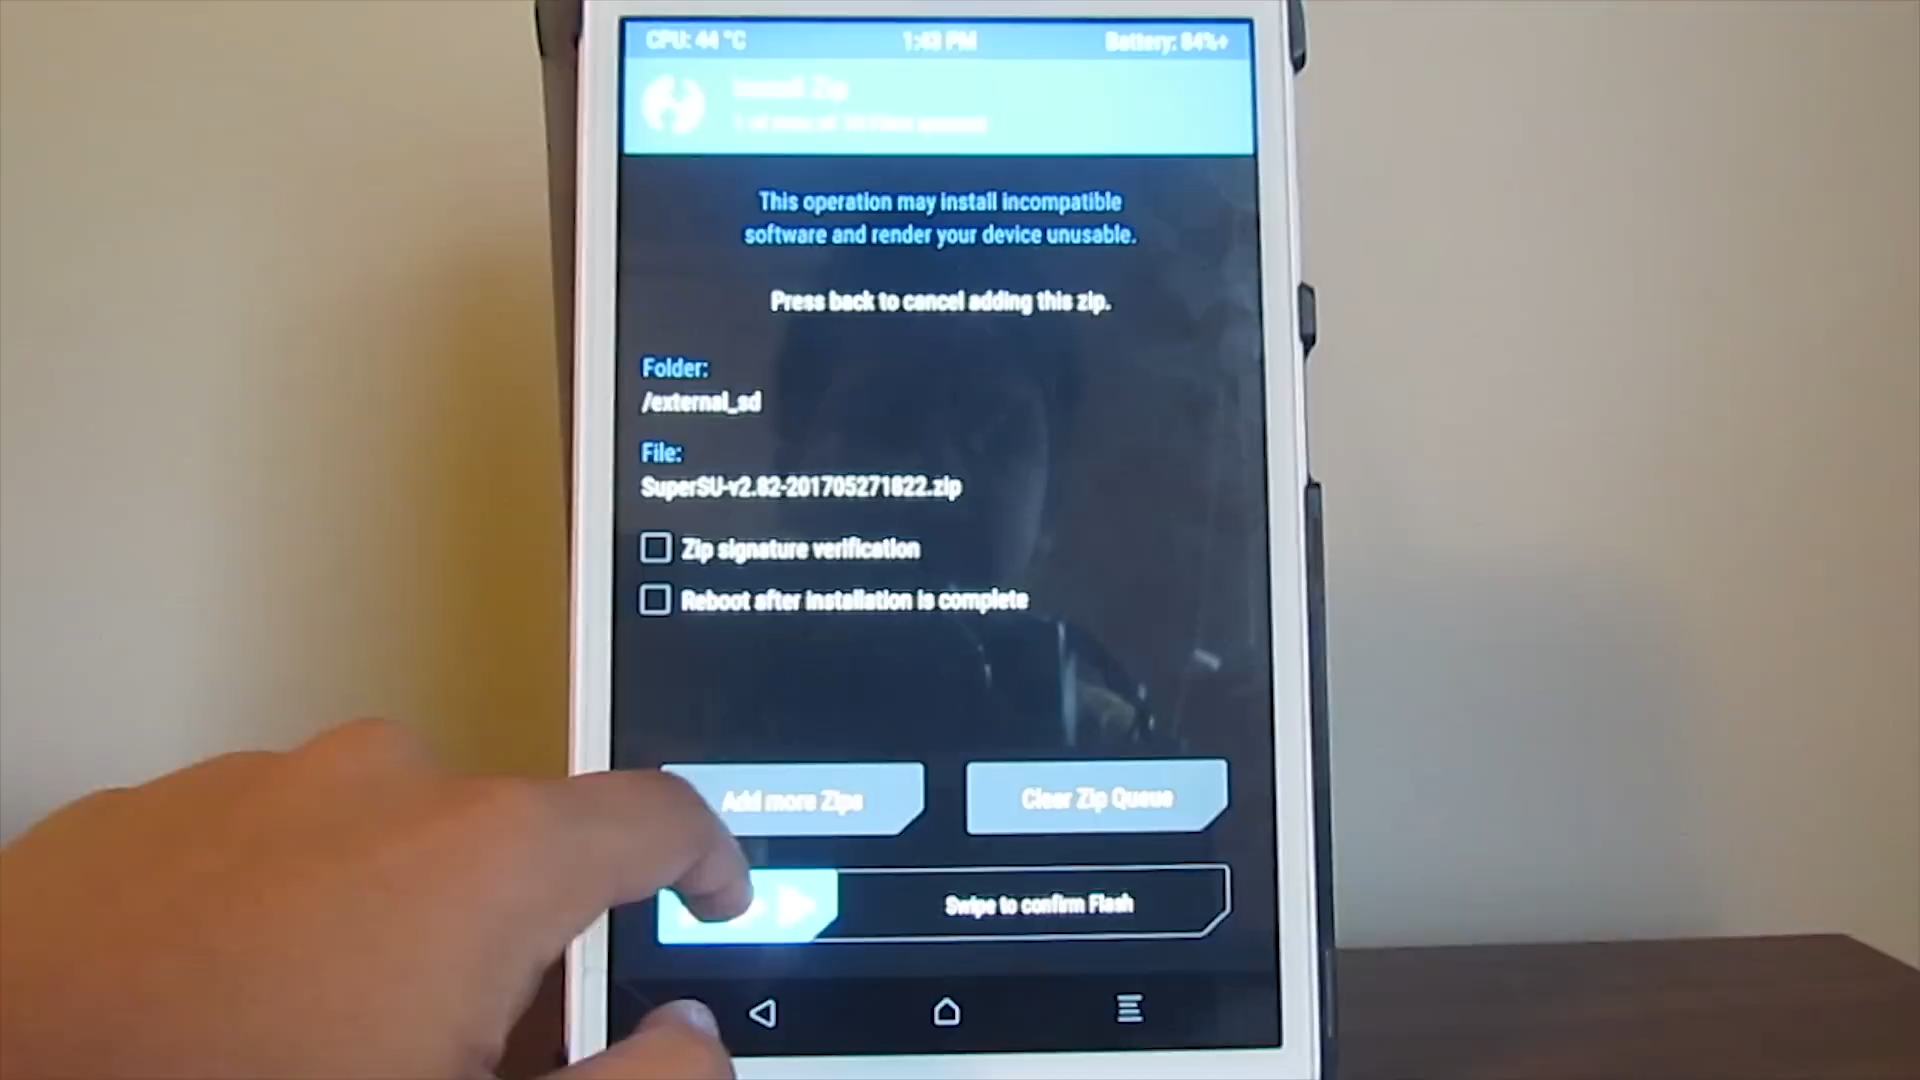 CPU: 44 °C
1:43 PM
Battery: 84%+
Install Zip
This operation may install incompatible
software and render your device unusable.
Press back to cancel adding this zip.
Folder:
/external_sd
File:
SuperSU-v2.82-201705271822.zip
Zip signature verification
Reboot after installation is complete
Add more Zips
Clear Zip Queue
Swipe to confirm Flash